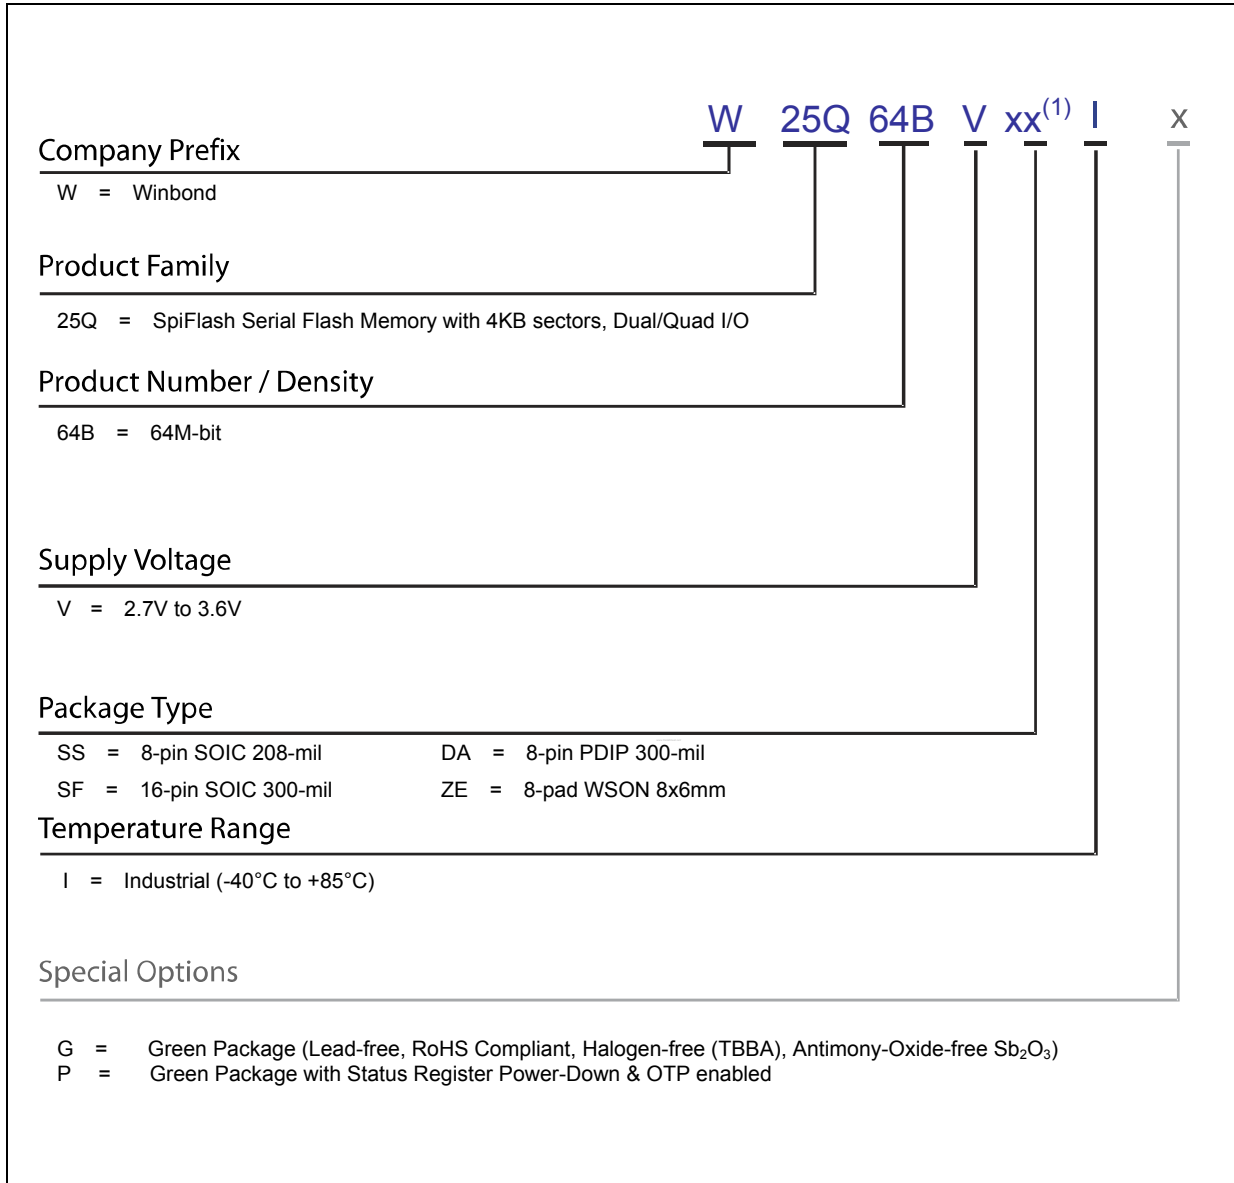 W 25Q 64B V xx(1) I x
Company Prefix
W = Winbond
Product Family
25Q = SpiFlash Serial Flash Memory with 4KB sectors, Dual/Quad I/O
Product Number / Density
64B = 64M-bit
Supply Voltage
V = 2.7V to 3.6V
Package Type
SS = 8-pin SOIC 208-mil DA = 8-pin PDIP 300-mil
SF = 16-pin SOIC 300-mil ZE = 8-pad WSON 8x6mm
Temperature Range
I = Industrial (-40°C to +85°C)
Special Options
G = Green Package (Lead-free, RoHS Compliant, Halogen-free (TBBA), Antimony-Oxide-free Sb₂O₃)
P = Green Package with Status Register Power-Down & OTP enabled